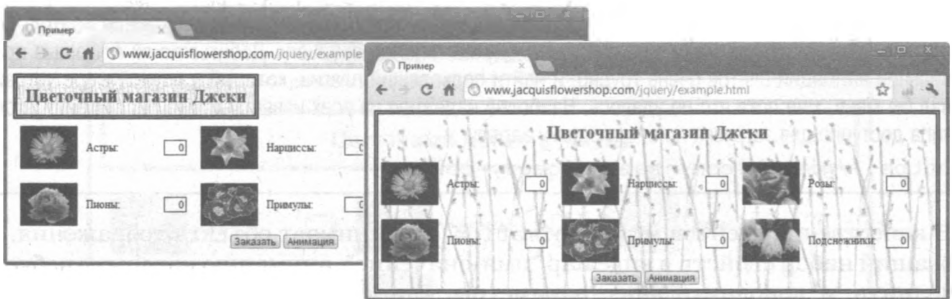 Пример
www.jacquisflowershop.com/jquery/example
Цветочный магазин Джеки
Астры: 0 Нарциссы: 0
Пионы: 0 Примулы: 0
Заказать Анимация
Пример
www.jacquisflowershop.com/jquery/example.html
Цветочный магазин Джеки
Астры: 0 Нарциссы: 0 Розы: 0
Пионы: 0 Примулы: 0 Подснежники: 0
Заказать Анимация